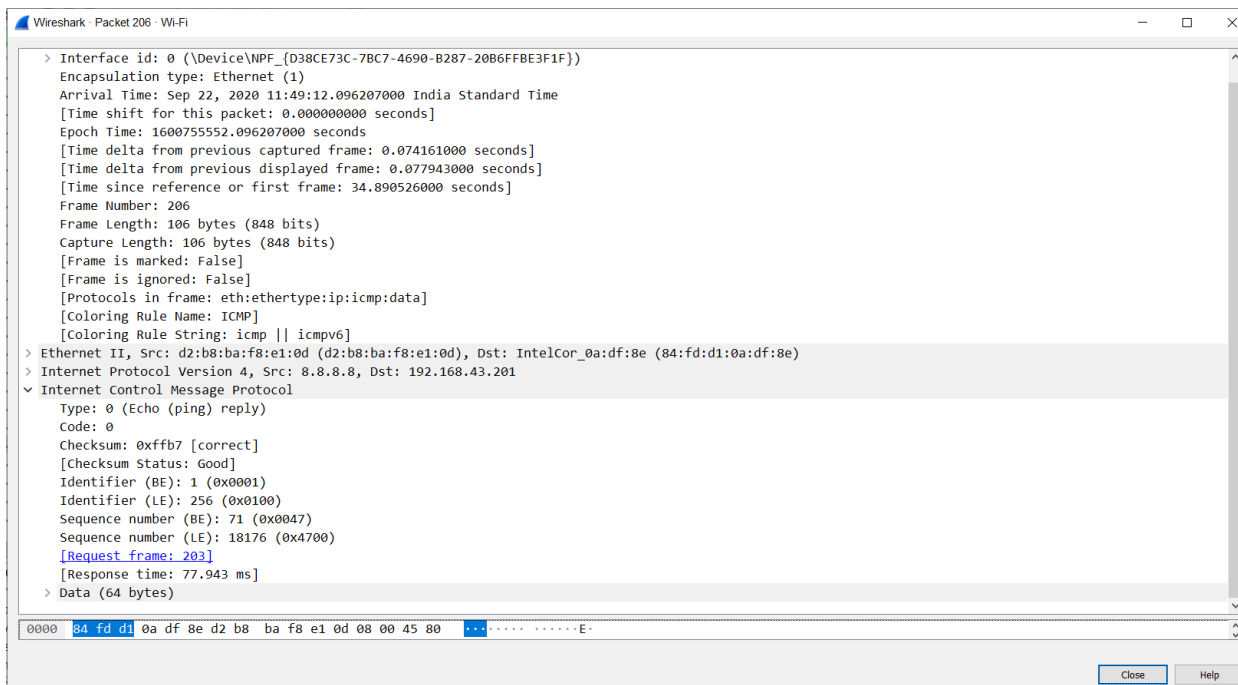 Wireshark · Packet 206 · Wi-Fi
> Interface id: 0 (\Device\NPF_{D38CE73C-7BC7-4690-B287-20B6FFBE3F1F})
Encapsulation type: Ethernet (1)
Arrival Time: Sep 22, 2020 11:49:12.096207000 India Standard Time
[Time shift for this packet: 0.000000000 seconds]
Epoch Time: 1600755552.096207000 seconds
[Time delta from previous captured frame: 0.074161000 seconds]
[Time delta from previous displayed frame: 0.077943000 seconds]
[Time since reference or first frame: 34.890526000 seconds]
Frame Number: 206
Frame Length: 106 bytes (848 bits)
Capture Length: 106 bytes (848 bits)
[Frame is marked: False]
[Frame is ignored: False]
[Protocols in frame: eth:ethertype:ip:icmp:data]
[Coloring Rule Name: ICMP]
[Coloring Rule String: icmp || icmpv6]
> Ethernet II, Src: d2:b8:ba:f8:e1:0d (d2:b8:ba:f8:e1:0d), Dst: IntelCor_0a:df:8e (84:fd:d1:0a:df:8e)
> Internet Protocol Version 4, Src: 8.8.8.8, Dst: 192.168.43.201
Internet Control Message Protocol
Type: 0 (Echo (ping) reply)
Code: 0
Checksum: 0xffb7 [correct]
[Checksum Status: Good]
Identifier (BE): 1 (0x0001)
Identifier (LE): 256 (0x0100)
Sequence number (BE): 71 (0x0047)
Sequence number (LE): 18176 (0x4700)
[Request frame: 203]
[Response time: 77.943 ms]
> Data (64 bytes)
0000 84 fd d1 0a df 8e d2 b8 ba f8 e1 0d 08 00 45 80 ········ ······E·
Close Help